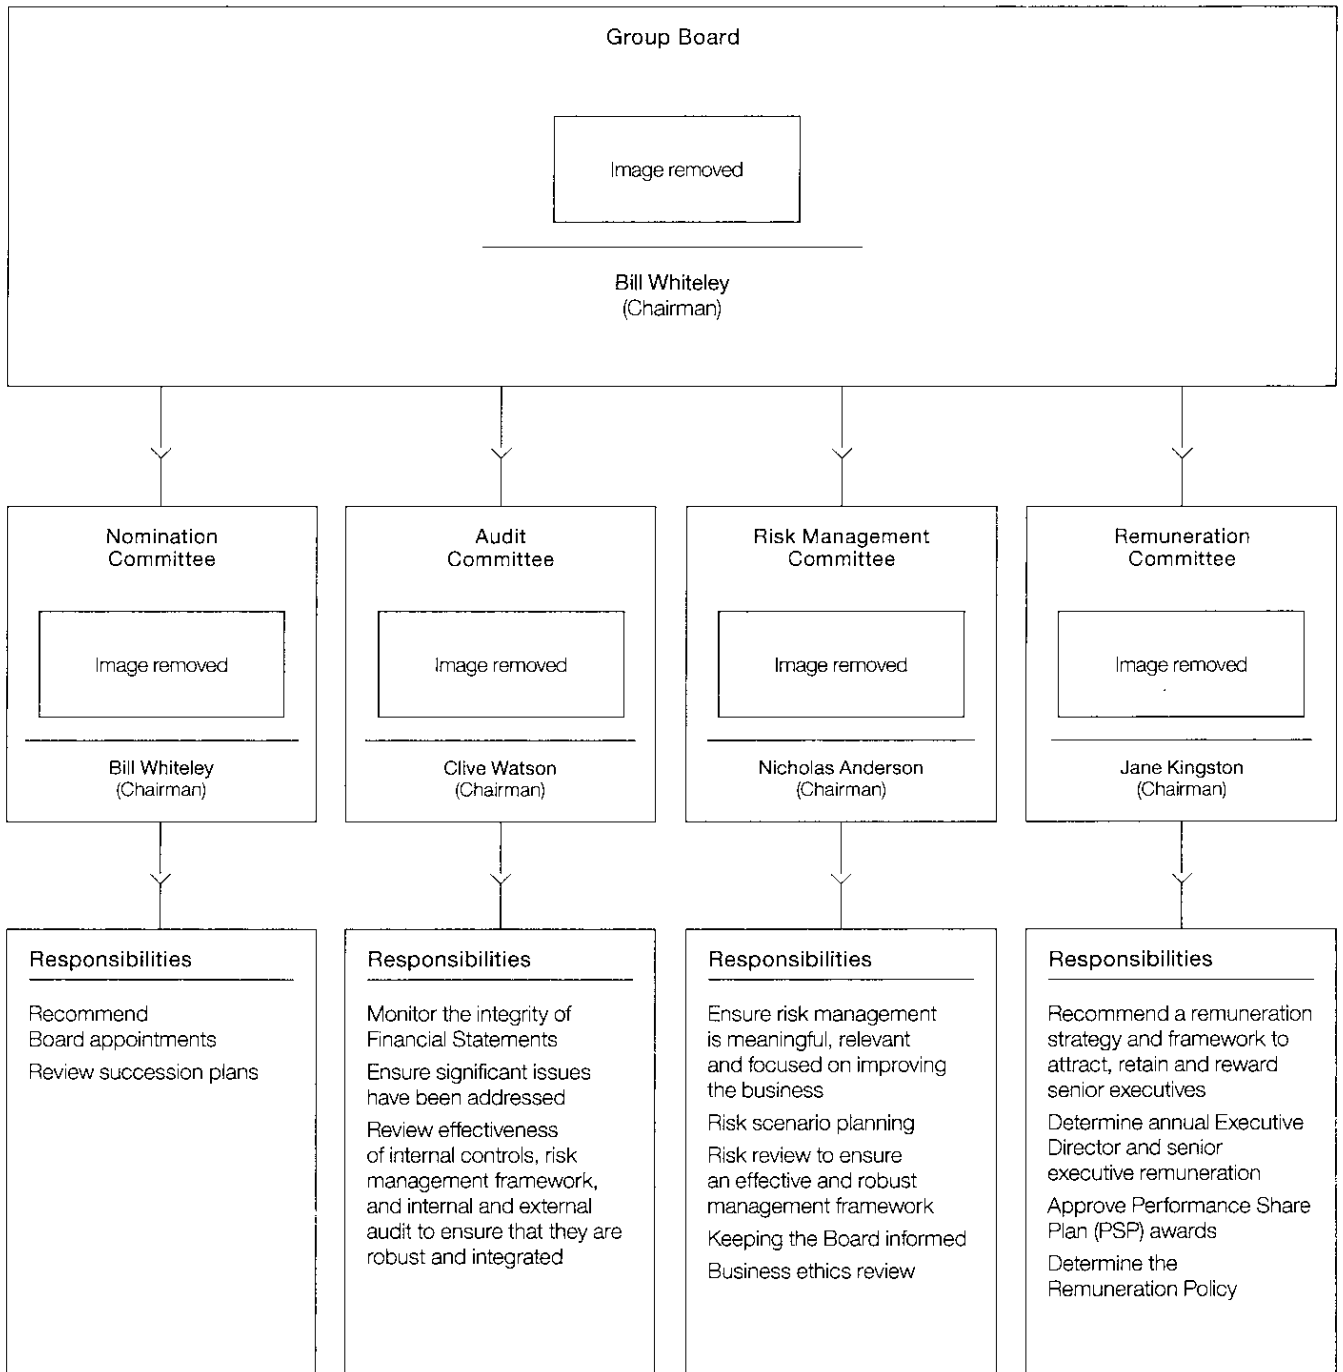 Group Board
Image removed
Bill Whiteley
(Chairman)
Nomination
Committee
Image removed
Bill Whiteley
(Chairman)
Audit
Committee
Image removed
Clive Watson
(Chairman)
Risk Management
Committee
Image removed
Nicholas Anderson
(Chairman)
Remuneration
Committee
Image removed
Jane Kingston
(Chairman)
Responsibilities
Recommend
Board appointments
Review succession plans
Responsibilities
Monitor the integrity of
Financial Statements
Ensure significant issues
have been addressed
Review effectiveness
of internal controls, risk
management framework,
and internal and external
audit to ensure that they are
robust and integrated
Responsibilities
Ensure risk management
is meaningful, relevant
and focused on improving
the business
Risk scenario planning
Risk review to ensure
an effective and robust
management framework
Keeping the Board informed
Business ethics review
Responsibilities
Recommend a remuneration
strategy and framework to
attract, retain and reward
senior executives
Determine annual Executive
Director and senior
executive remuneration
Approve Performance Share
Plan (PSP) awards
Determine the
Remuneration Policy